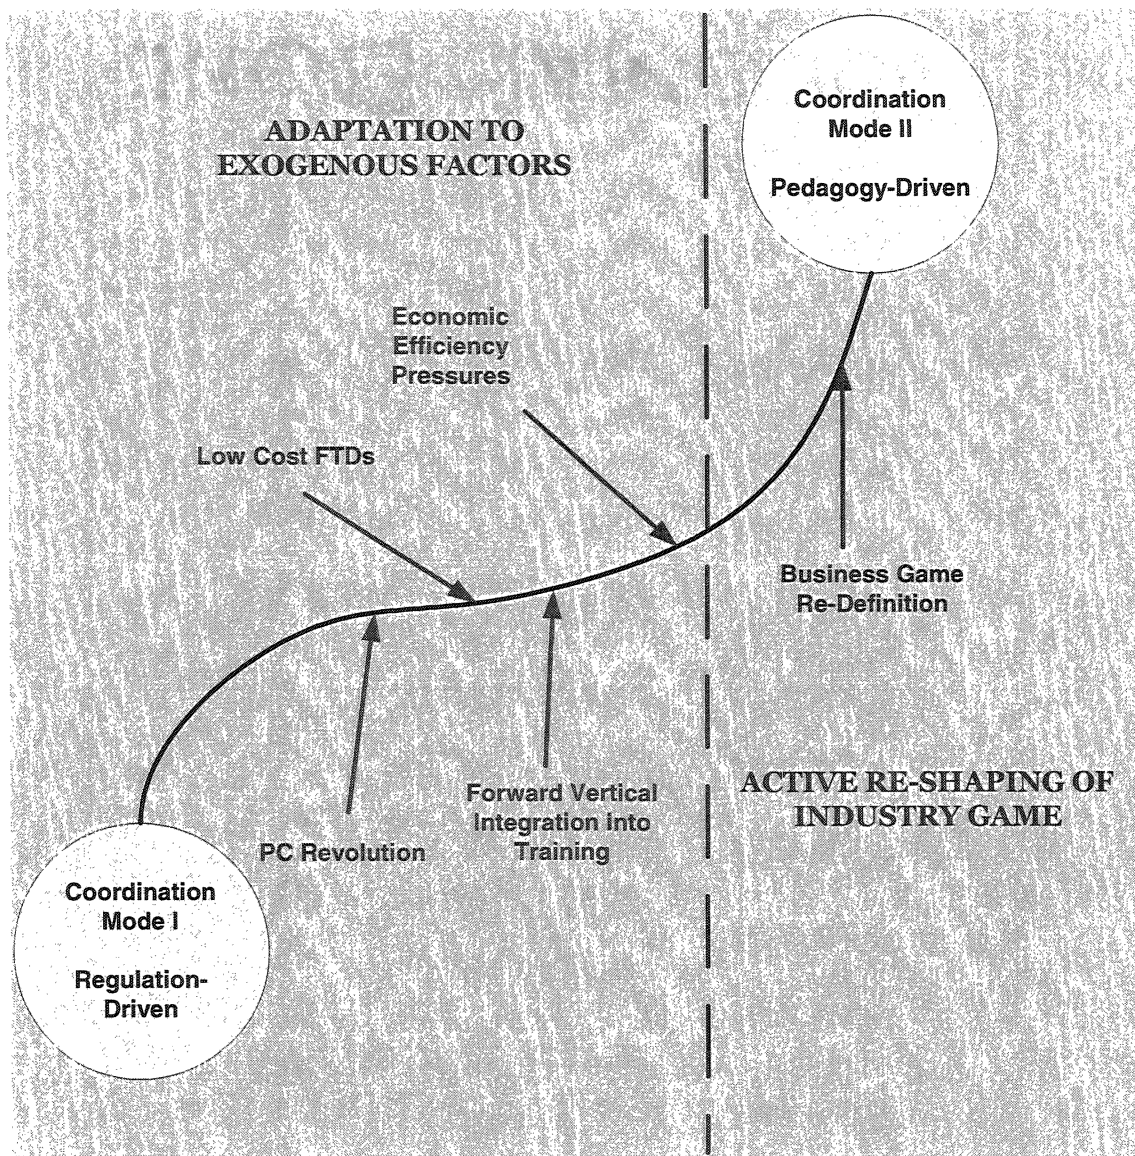 ADAPTATION TO
EXOGENOUS FACTORS
Coordination
Mode II
Pedagogy-Driven
Economic
Efficiency
Pressures
Low Cost FTDs
Business Game
Re-Definition
ACTIVE RE-SHAPING OF
INDUSTRY GAME
Forward Vertical
Integration into
Training
PC Revolution
Coordination
Mode I
Regulation-
Driven